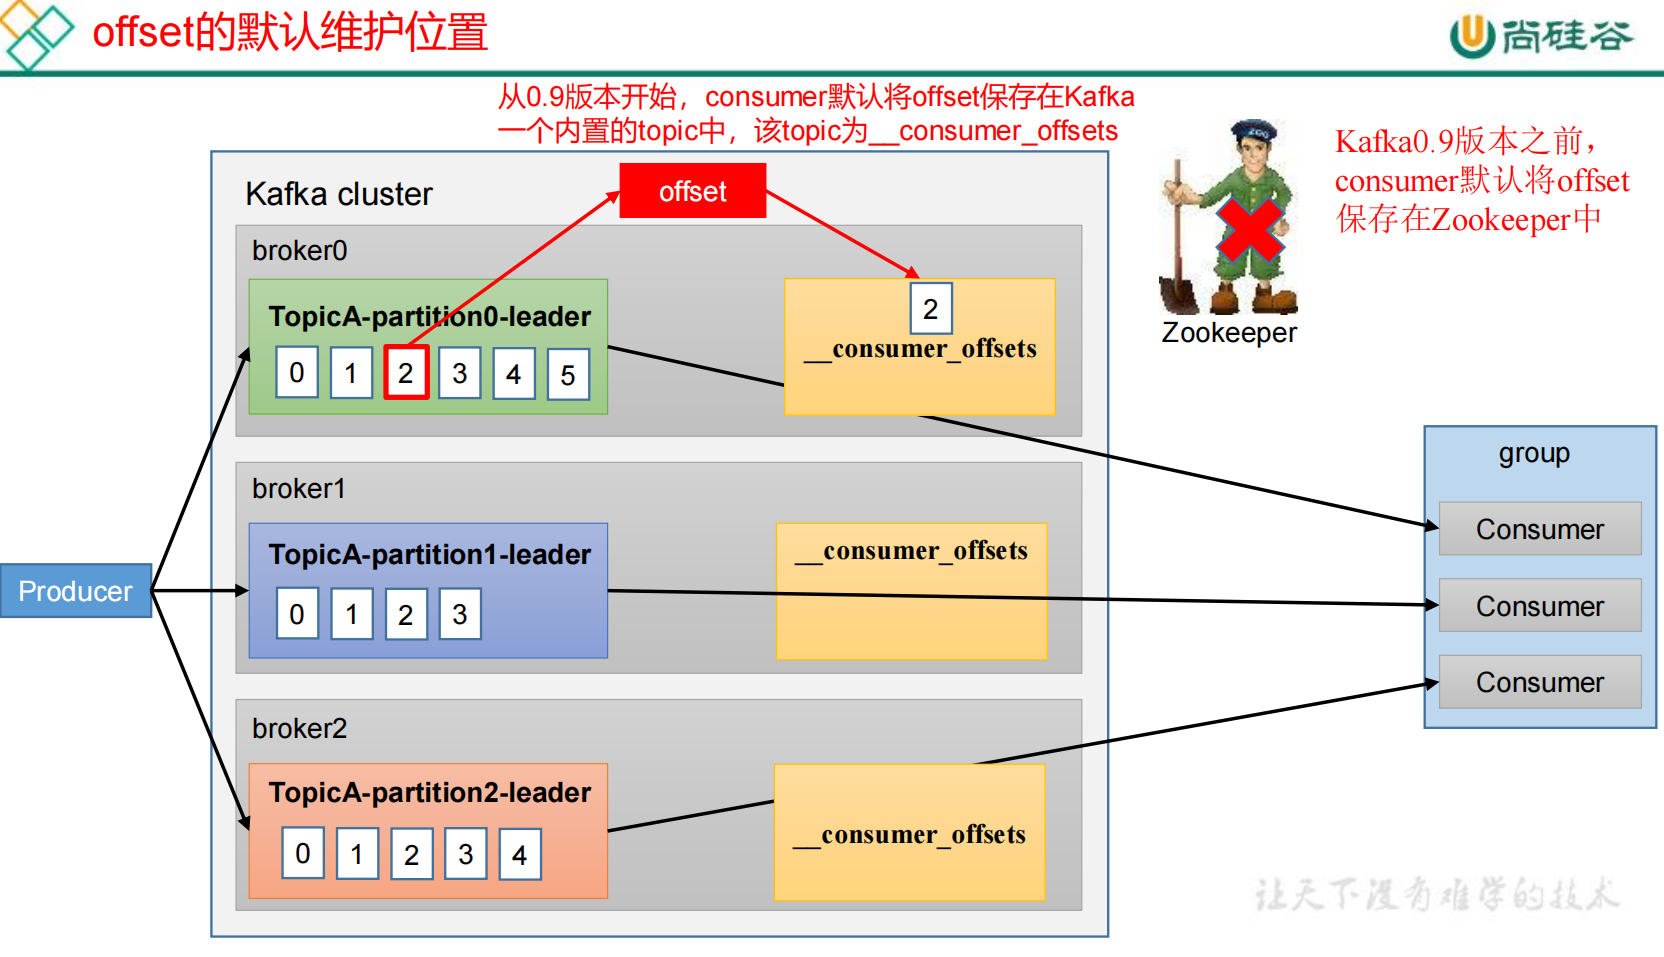 offset的默认维护位置
尚硅谷
从0.9版本开始，consumer默认将offset保存在Kafka
一个内置的topic中，该topic为__consumer_offsets
ZOO
Kafka0.9版本之前，
consumer默认将offset
保存在Zookeeper中
Zookeeper
Kafka cluster
offset
broker0
TopicA-partition0-leader
0 1 2 3 4 5
2
__consumer_offsets
broker1
TopicA-partition1-leader
0 1 2 3
__consumer_offsets
broker2
TopicA-partition2-leader
0 1 2 3 4
__consumer_offsets
Producer
group
Consumer
Consumer
Consumer
让天下没有难学的技术